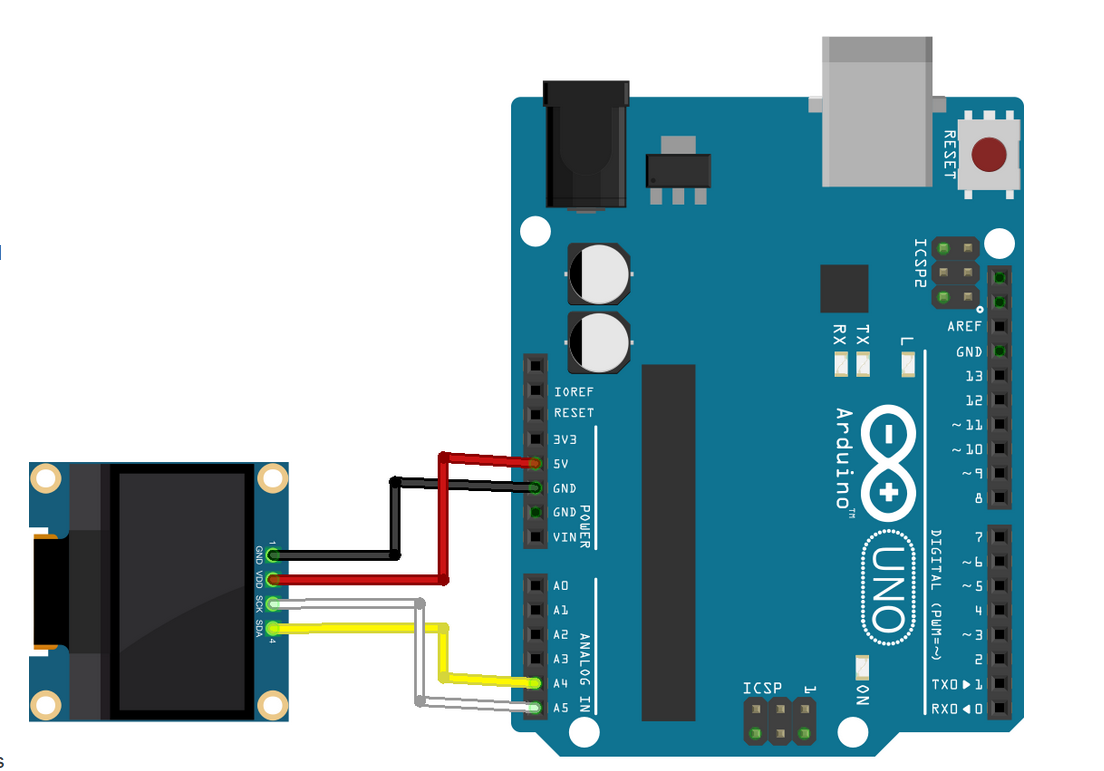 RESET
ICSP2
AREF
GND
RX
TX
L
13
12
~11
~10
~9
8
IOREF
RESET
3V3
5V
GND
GND
VIN
POWER
Arduino™
UNO
1
GND
VDD
SCK
SDA
4
7
~6
~5
4
~3
2
TX0▶1
RX0◀0
DIGITAL (PWM=~)
A0
A1
A2
A3
A4
A5
ANALOG IN
ON
ICSP
1
s